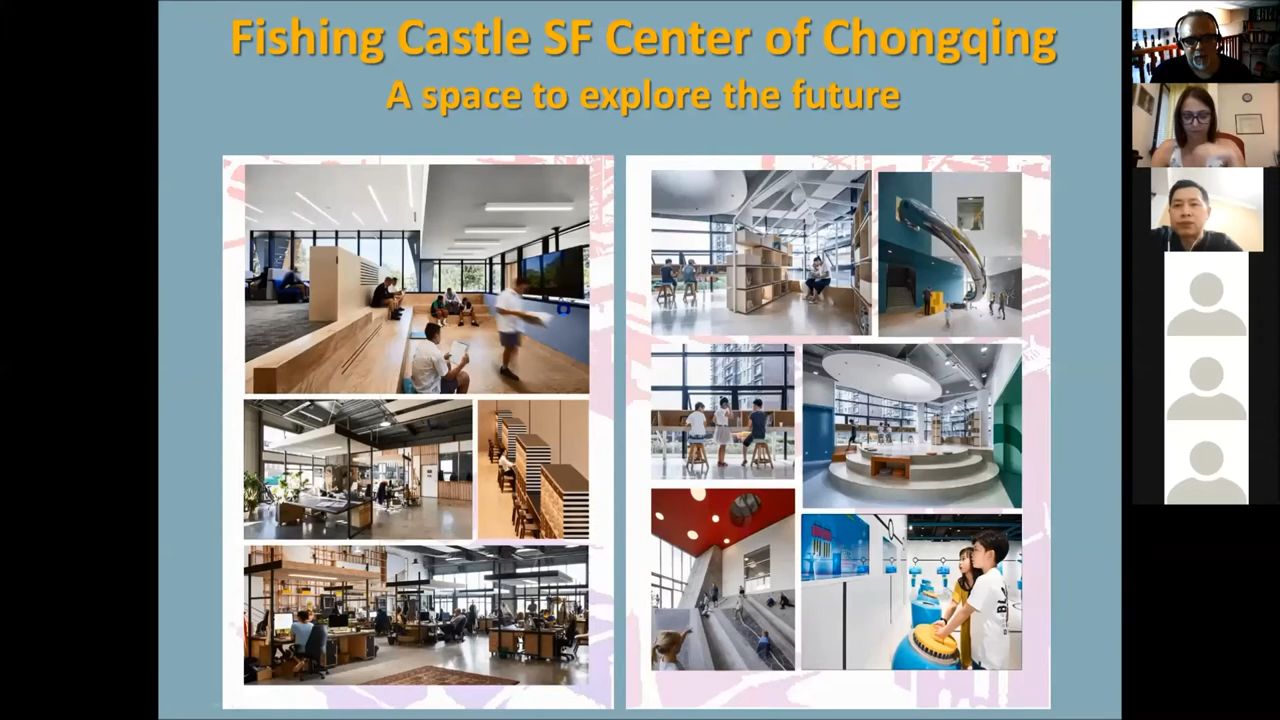 Fishing Castle SF Center of Chongqing
A space to explore the future